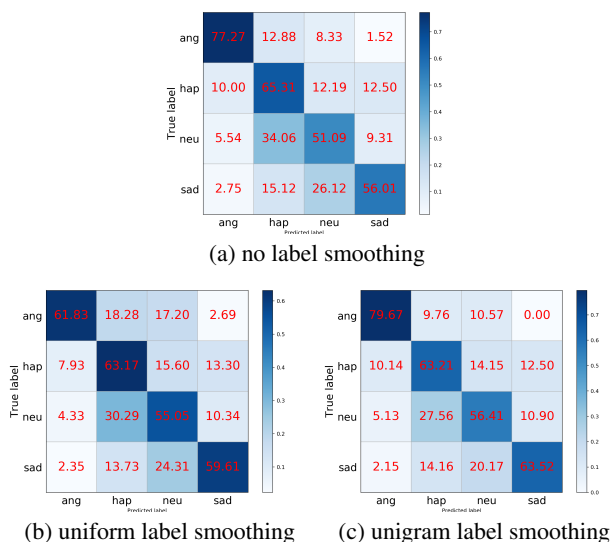 ang 77.27 12.88 8.33 1.52 0.7
hap 10.00 65.31 12.19 12.50 0.6
0.5
True label
0.4
neu 5.54 34.06 51.09 9.31 0.3
0.2
sad 2.75 15.12 26.12 56.01 0.1
ang hap neu sad
Predicted label
(a) no label smoothing
ang 61.83 18.28 17.20 2.69 0.6
hap 7.93 63.17 15.60 13.30 0.5
0.4
True label
0.3
neu 4.33 30.29 55.05 10.34 0.2
sad 2.35 13.73 24.31 59.61 0.1
ang hap neu sad
Predicted label
(b) uniform label smoothing
ang 79.67 9.76 10.57 0.00 0.7
0.6
hap 10.14 63.21 14.15 12.50 0.5
True label
0.4
neu 5.13 27.56 56.41 10.90 0.3
0.2
sad 2.15 14.16 20.17 63.52 0.1
0.0
ang hap neu sad
Predicted label
(c) unigram label smoothing